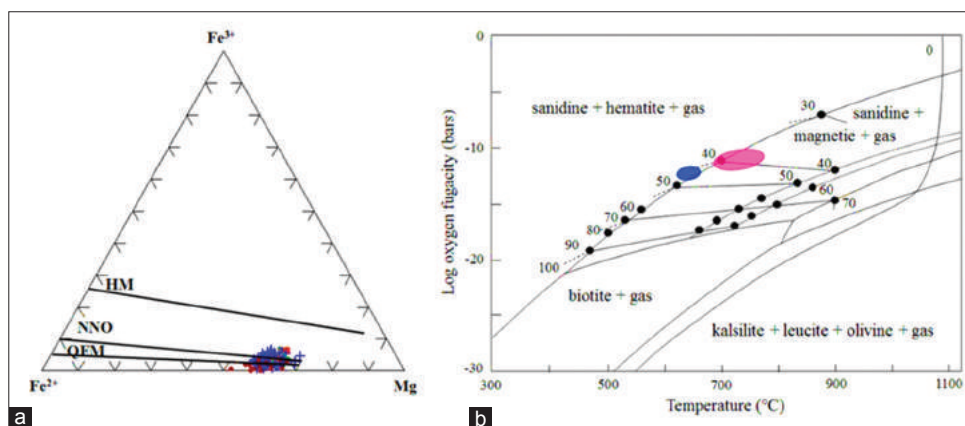 Fe3+
HM
NNO
QFM
Fe2+
Mg
a
0
-10
-20
-30
Log oxygen fugacity (bars)
0
30
sanidine + hematite + gas
sanidine +
magnetie + gas
40
40
50
50
60
60
70
70
80
90
100
biotite + gas
kalsilite + leucite + olivine + gas
300
500
700
900
1100
Temperature (°C)
b